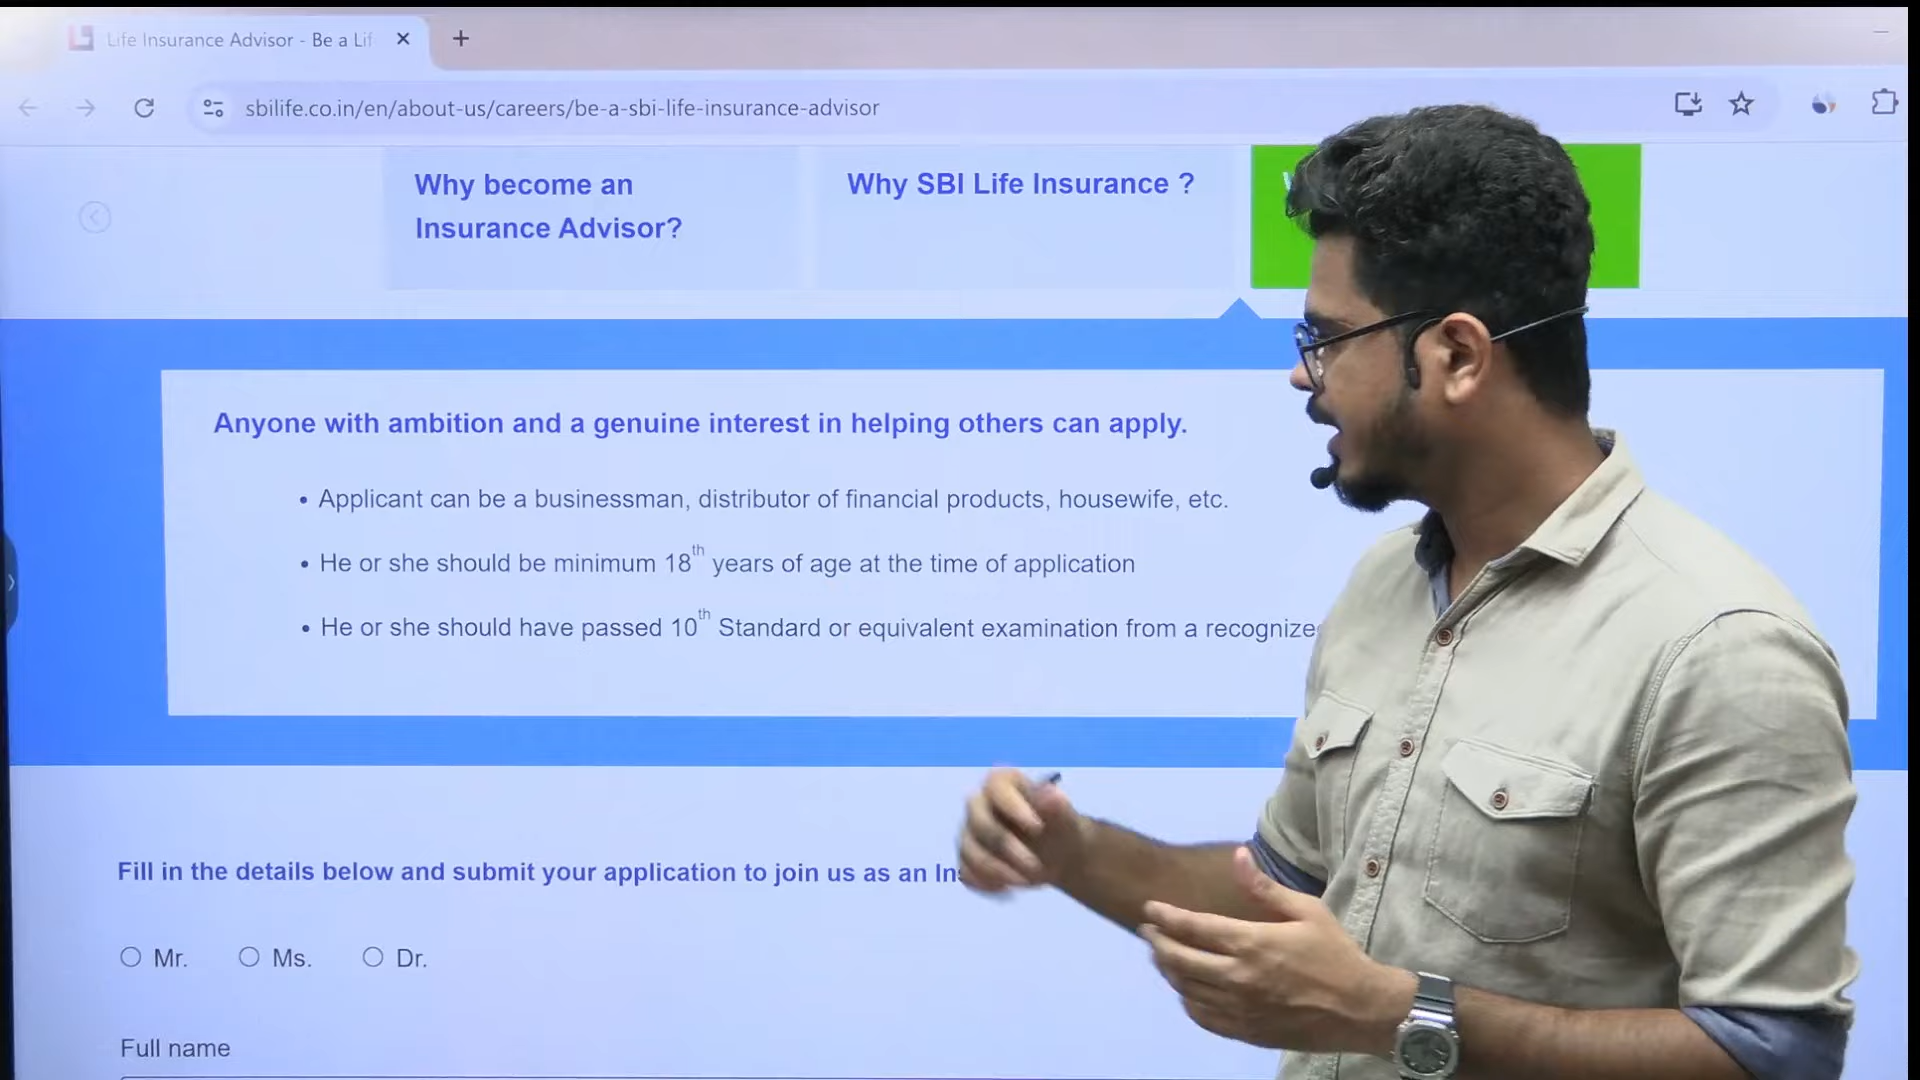 Life Insurance Advisor - Be a Lif
sbilife.co.in/en/about-us/careers/be-a-sbi-life-insurance-advisor
Why become an
Insurance Advisor?
Why SBI Life Insurance ?
Anyone with ambition and a genuine interest in helping others can apply.
• Applicant can be a businessman, distributor of financial products, housewife, etc.
• He or she should be minimum 18th years of age at the time of application
• He or she should have passed 10th Standard or equivalent examination from a recognize
Fill in the details below and submit your application to join us as an In
Mr. Ms. Dr.
Full name